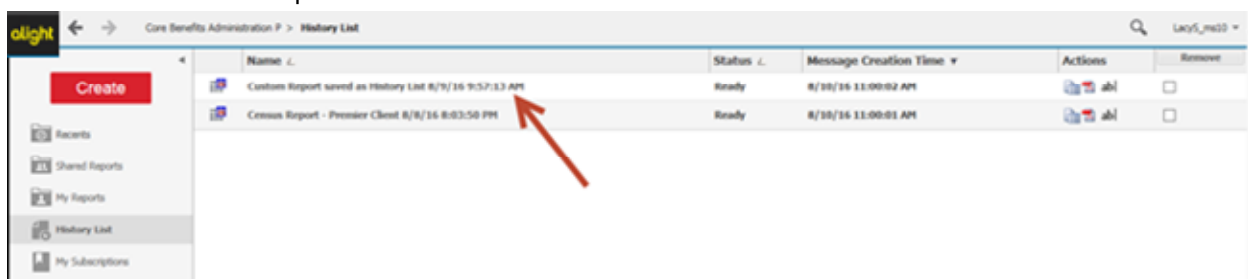 alight Core Benefits Administration P > History List LacyS_ms10
Name Status Message Creation Time Actions Remove
Create
Custom Report saved as History List 8/9/16 9:57:13 AM Ready 8/10/16 11:00:02 AM abl
Census Report - Premier Client 8/8/16 8:03:50 PM Ready 8/10/16 11:00:01 AM abl
Recents
Shared Reports
My Reports
History List
My Subscriptions